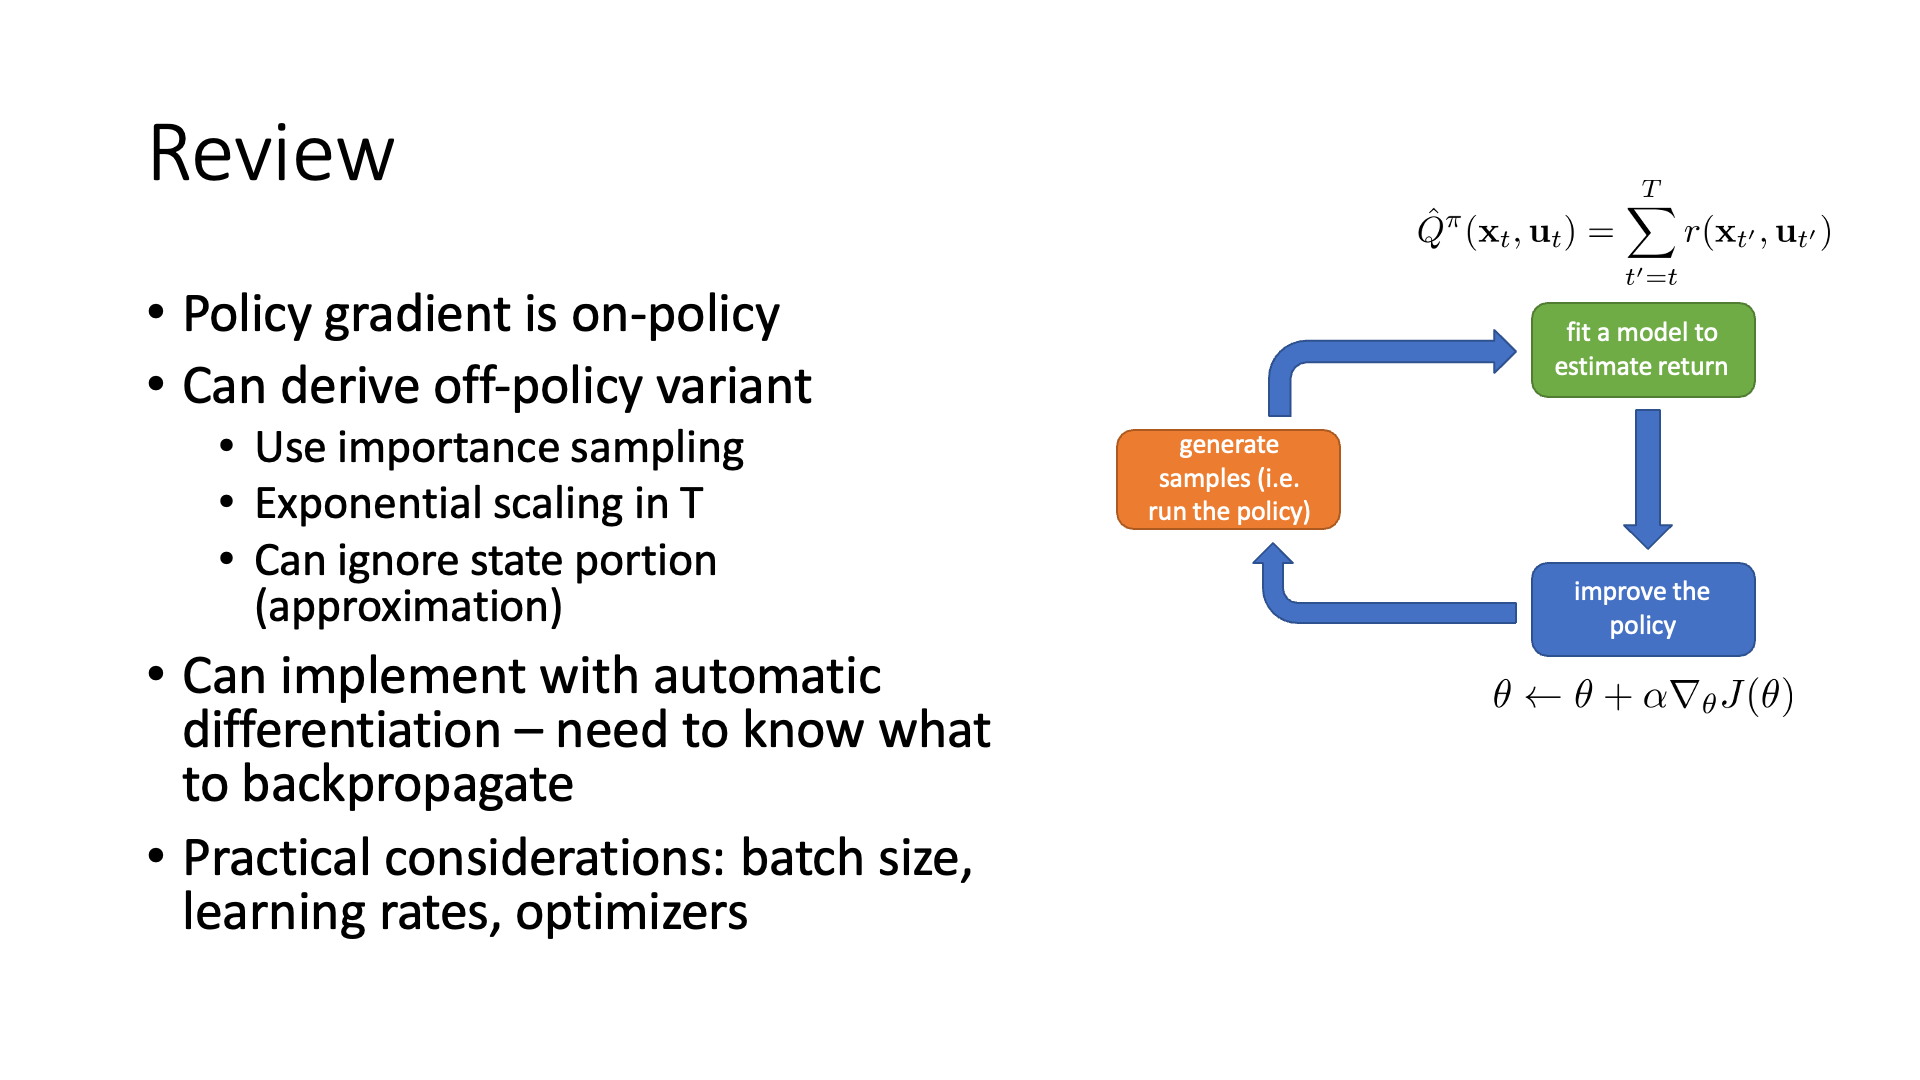 Review
• Policy gradient is on-policy
• Can derive off-policy variant
• Use importance sampling
• Exponential scaling in T
• Can ignore state portion
(approximation)
• Can implement with automatic
differentiation – need to know what
to backpropagate
• Practical considerations: batch size,
learning rates, optimizers
$\hat{Q}^{\pi}(\mathbf{x}_t, \mathbf{u}_t) = \sum_{t'=t}^{T} r(\mathbf{x}_{t'}, \mathbf{u}_{t'})$
fit a model to
estimate return
generate
samples (i.e.
run the policy)
improve the
policy
$\theta \leftarrow \theta + \alpha \nabla_{\theta} J(\theta)$